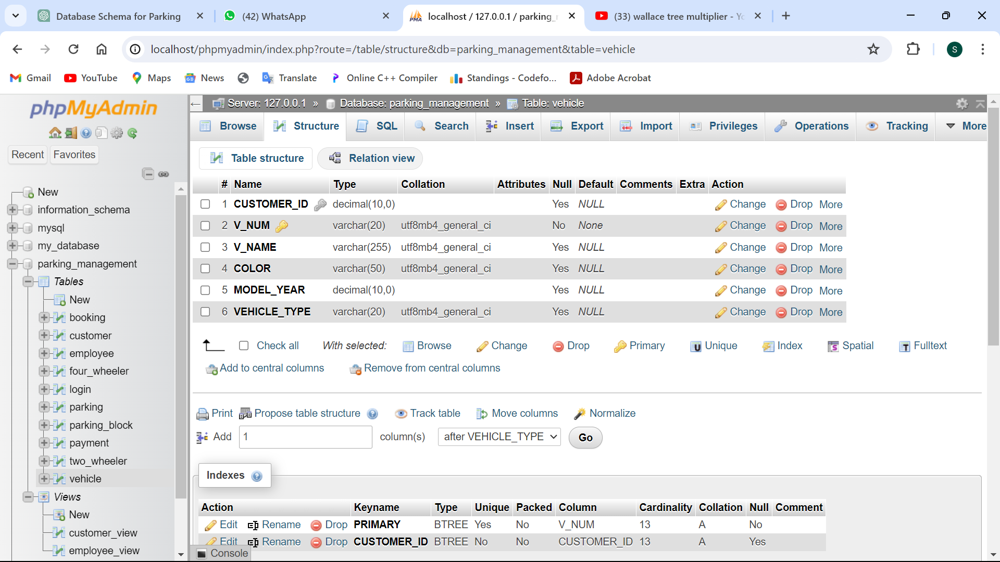 Database Schema for Parking
(42) WhatsApp
localhost / 127.0.0.1 / parking_
(33) wallace tree multiplier - Yo
localhost/phpmyadmin/index.php?route=/table/structure&db=parking_management&table=vehicle
S
Gmail YouTube Maps News Translate Online C++ Compiler Standings - Codefo... Adobe Acrobat
phpMyAdmin
Recent Favorites
New
information_schema
mysql
my_database
parking_management
Tables
New
booking
customer
employee
four_wheeler
login
parking
parking_block
payment
two_wheeler
vehicle
Views
New
customer_view
employee_view
Server: 127.0.0.1 » Database: parking_management » Table: vehicle
Browse Structure SQL Search Insert Export Import Privileges Operations Tracking More
Table structure Relation view
# Name Type Collation Attributes Null Default Comments Extra Action
1 CUSTOMER_ID decimal(10,0) Yes NULL Change Drop More
2 V_NUM varchar(20) utf8mb4_general_ci No None Change Drop More
3 V_NAME varchar(255) utf8mb4_general_ci Yes NULL Change Drop More
4 COLOR varchar(50) utf8mb4_general_ci Yes NULL Change Drop More
5 MODEL_YEAR decimal(10,0) Yes NULL Change Drop More
6 VEHICLE_TYPE varchar(20) utf8mb4_general_ci Yes NULL Change Drop More
Check all With selected: Browse Change Drop Primary Unique Index Spatial Fulltext
Add to central columns Remove from central columns
Print Propose table structure Track table Move columns Normalize
Add 1 column(s) after VEHICLE_TYPE Go
Indexes
Action Keyname Type Unique Packed Column Cardinality Collation Null Comment
Edit Rename Drop PRIMARY BTREE Yes No V_NUM 13 A No
Edit Rename Drop CUSTOMER_ID BTREE No No CUSTOMER_ID 13 A Yes
Console